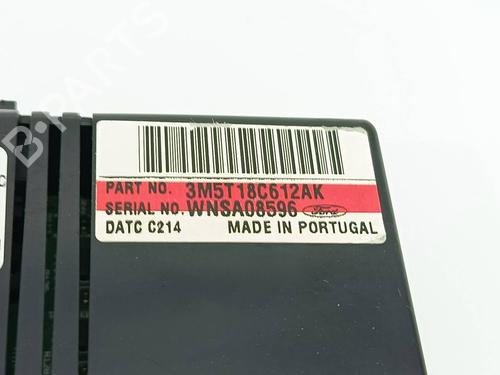 PART NO. 3M5T18C612AK
SERIAL NO. WNSA08596 Ford
DATC C214 MADE IN PORTUGAL
B-PARTS